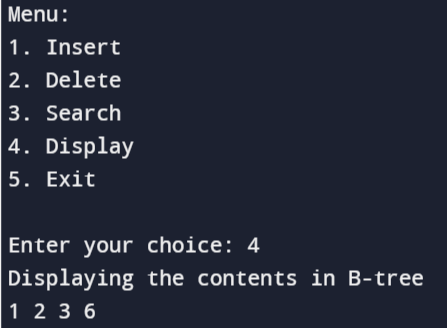 Menu:
1. Insert
2. Delete
3. Search
4. Display
5. Exit
Enter your choice: 4
Displaying the contents in B-tree
1 2 3 6